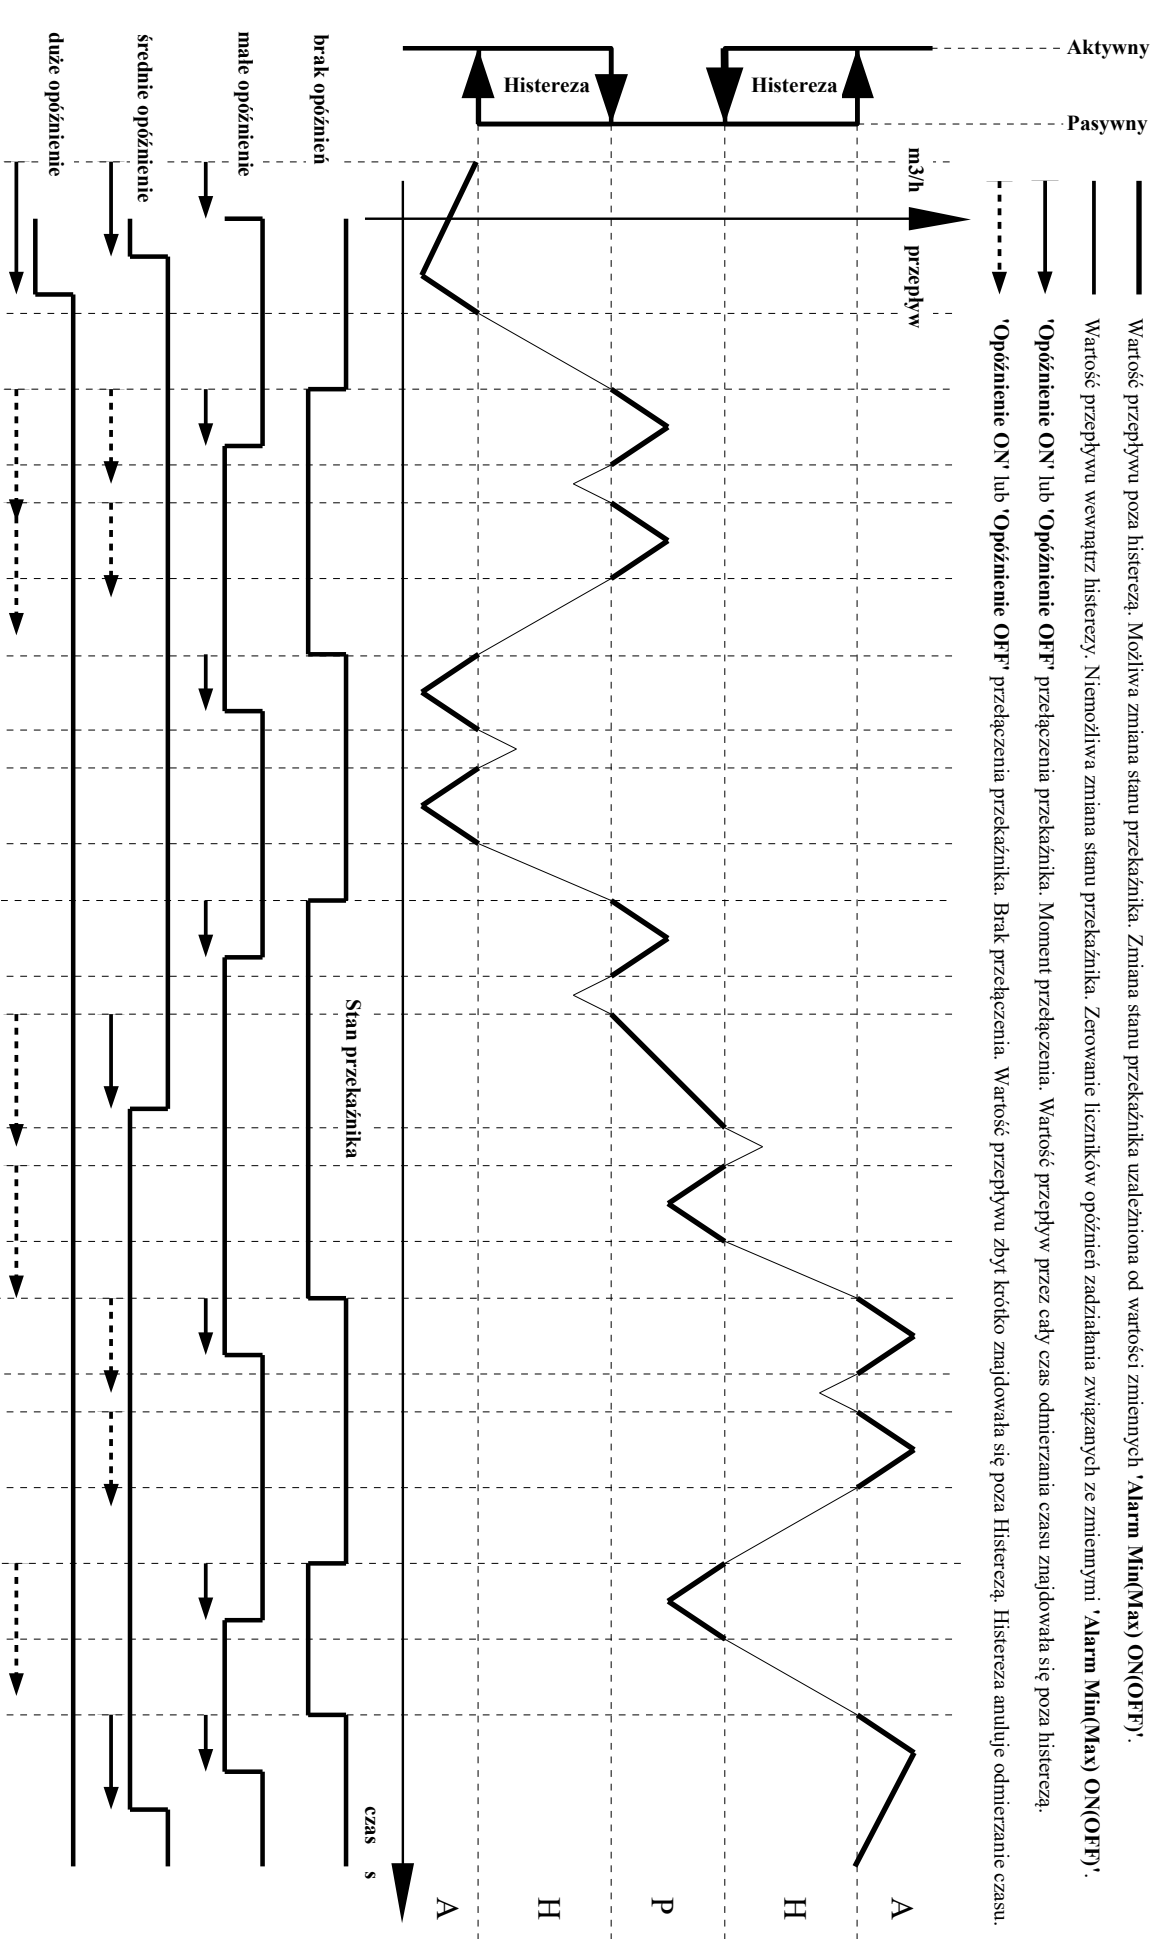 Wartość przepływu poza histerezą. Możliwa zmiana stanu przekaźnika. Zmiana stanu przekaźnika uzależniona od wartości zmiennych 'Alarm Min(Max) ON(OFF)'.
Wartość przepływu wewnątrz histerezy. Niemożliwa zmiana stanu przekaźnika. Zerowanie liczników opóźnień zadziałania związanych ze zmiennymi 'Alarm Min(Max) ON(OFF)'.
'Opóźnienie ON' lub 'Opóźnienie OFF' przełączenia przekaźnika. Moment przełączenia. Wartość przepływ przez cały czas odmierzania czasu znajdowała się poza histerezą.
'Opóźnienie ON' lub 'Opóźnienie OFF' przełączenia przekaźnika. Brak przełączenia. Wartość przepływu zbyt krótko znajdowała się poza Histerezą. Histereza anuluje odmierzanie czasu.
Aktywny
Pasywny
Histereza
Histereza
m3/h
przepływ
A
H
P
H
A
czas s
Stan przekaźnika
brak opóźnień
małe opóźnienie
średnie opóźnienie
duże opóźnienie